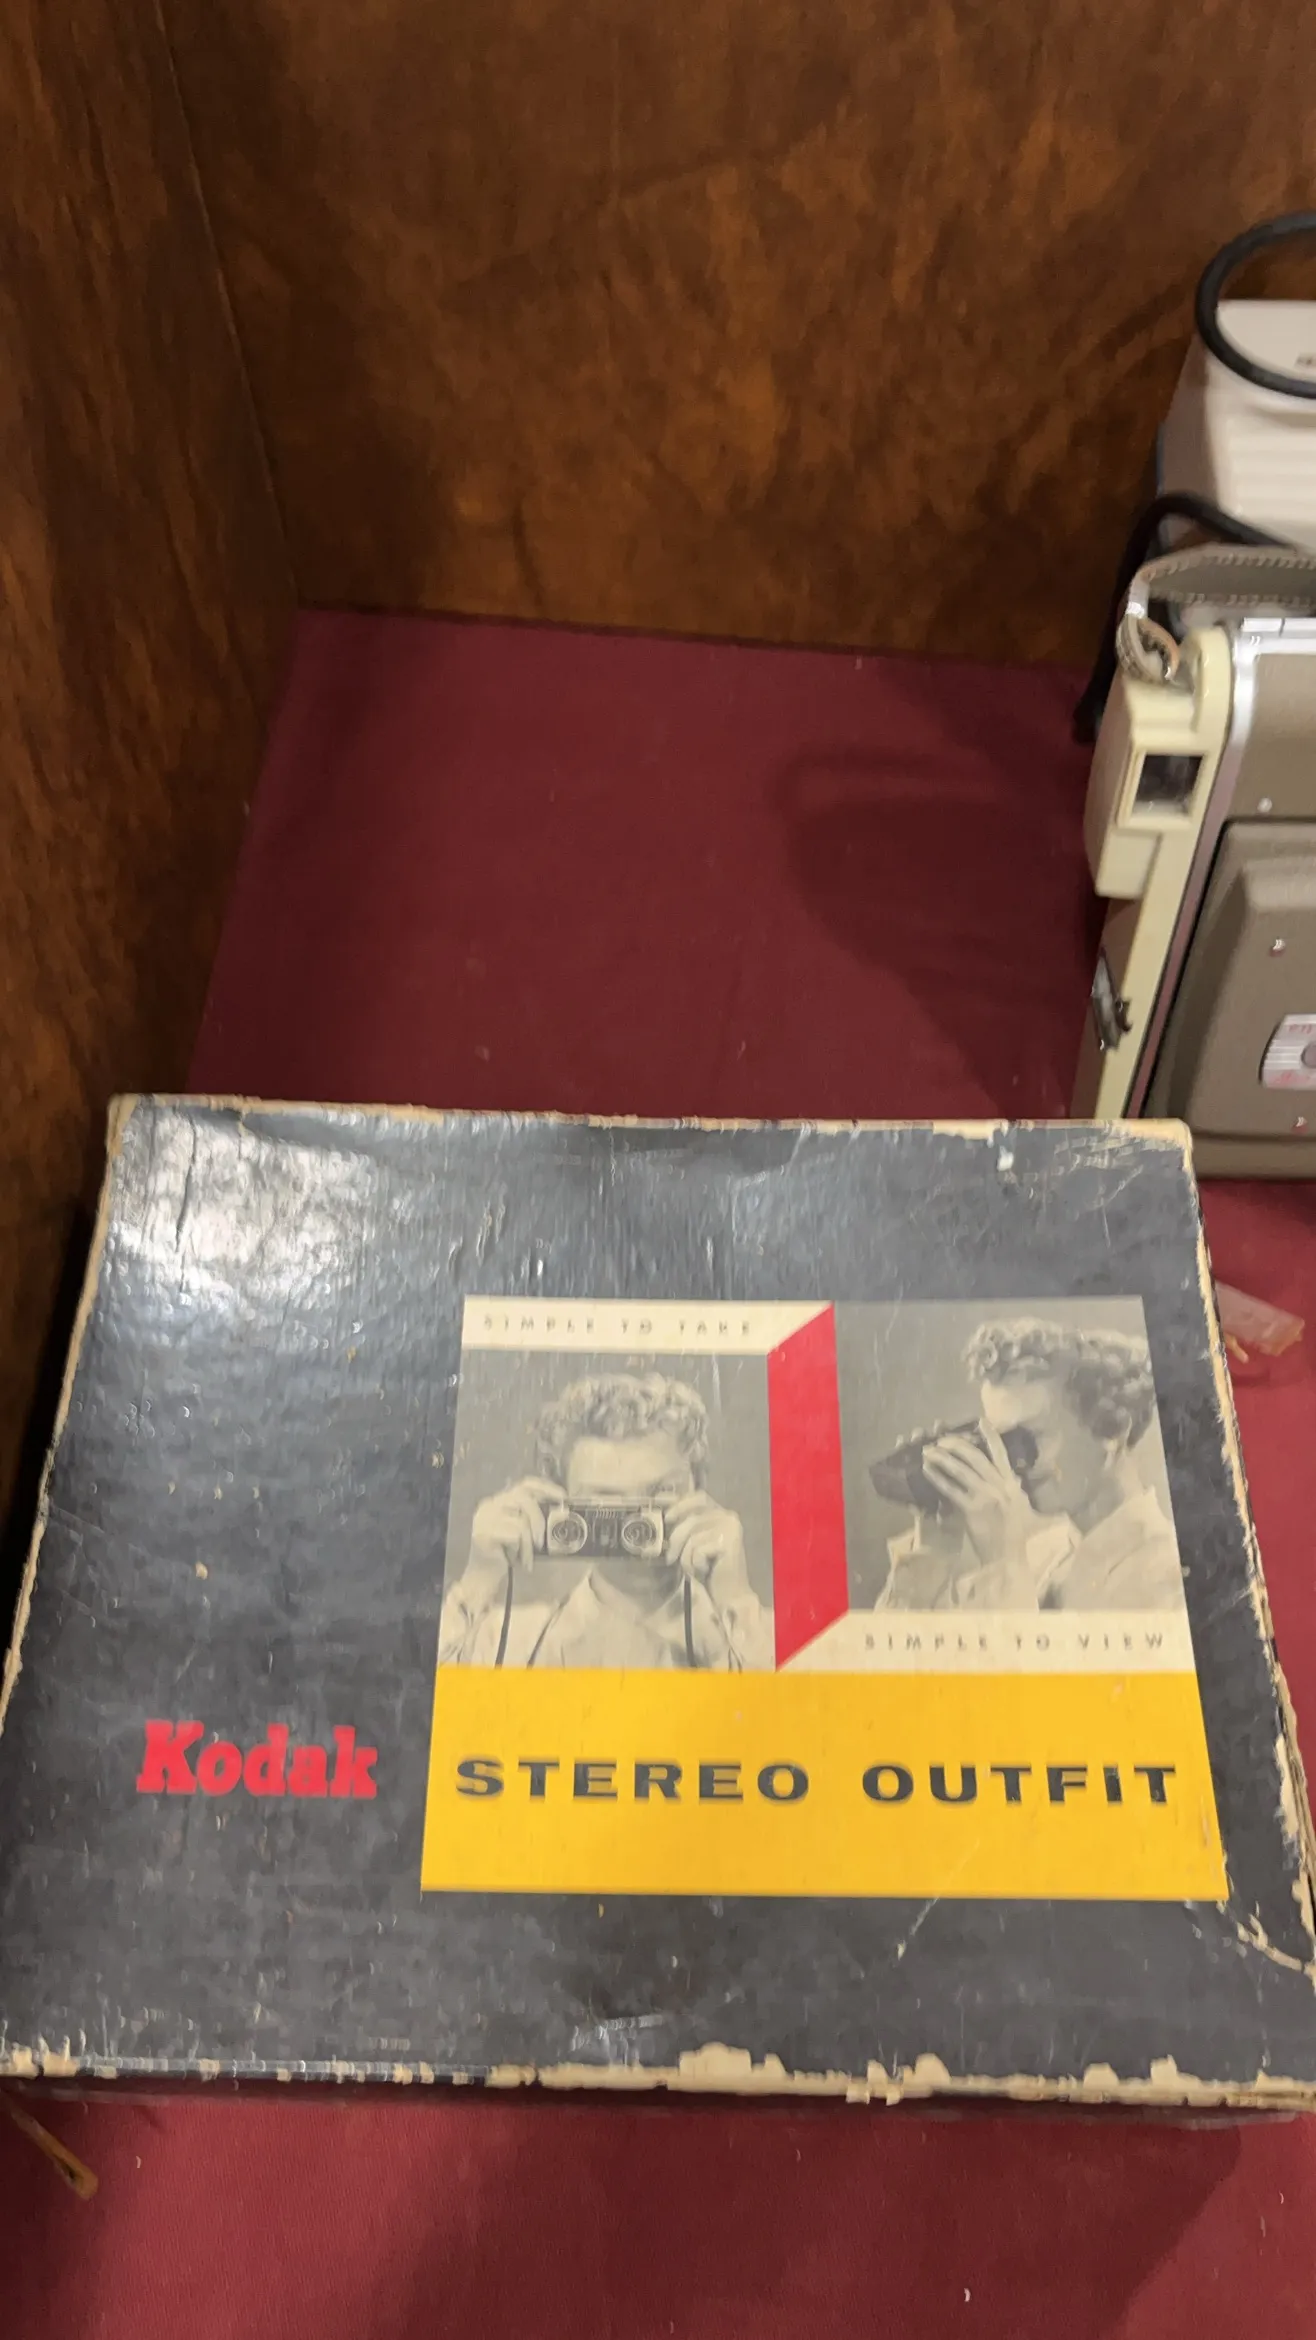 SIMPLE TO TAKE
SIMPLE TO VIEW
Kodak
STEREO OUTFIT